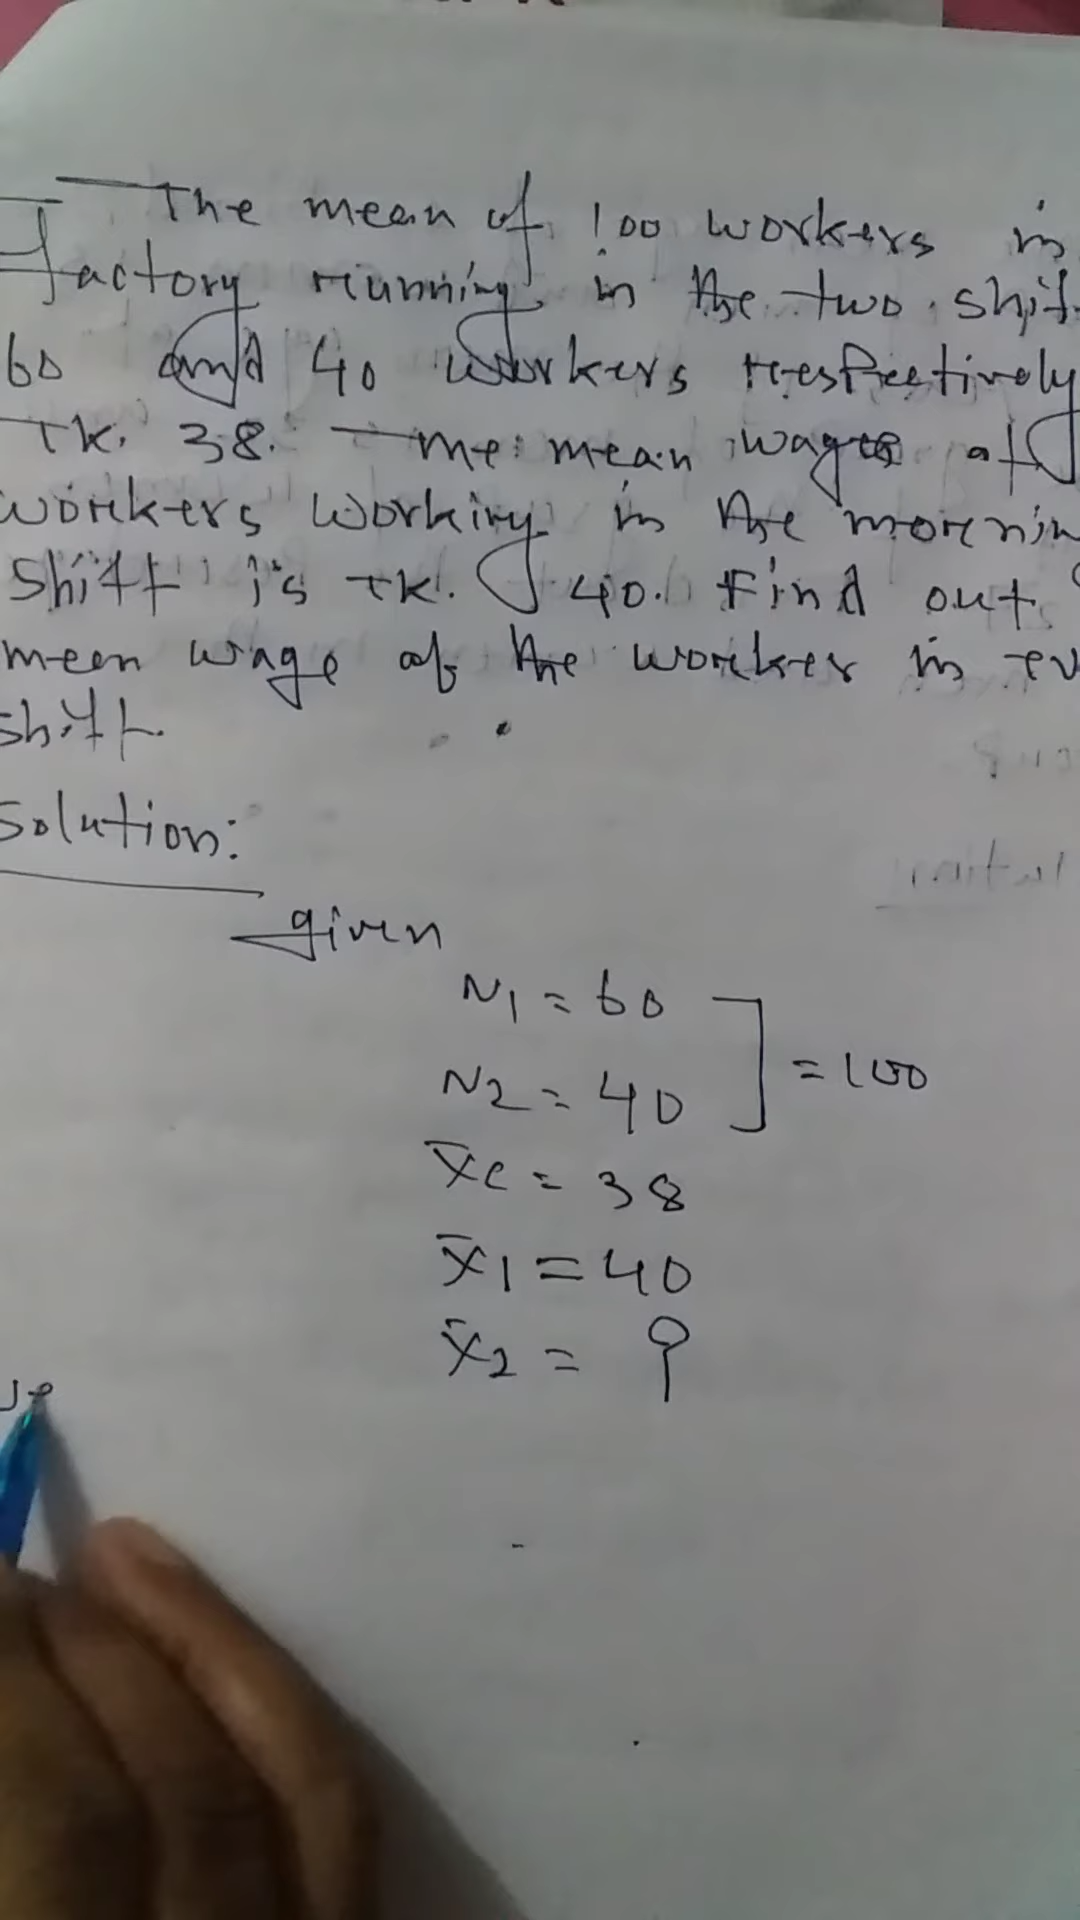 The mean of 100 workers in
factory running in the two shift
60 and 40 workers respectively
TK. 38. The mean wages of
workers working in the mornin
shift is TK. 40. Find out
mean wage of the worker in ev
shift.
Solution:
given
N1 = 60
N2 = 40
= 100
x̄c = 38
x̄1 = 40
x̄2 = ?